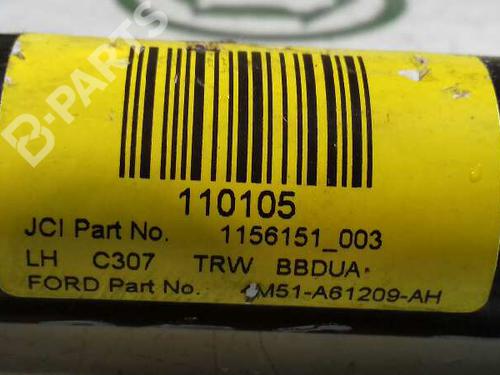 B-PARTS
110105
JCI Part No. 1156151_003
LH C307 TRW BBDUA
FORD Part No. 4M51-A61209-AH